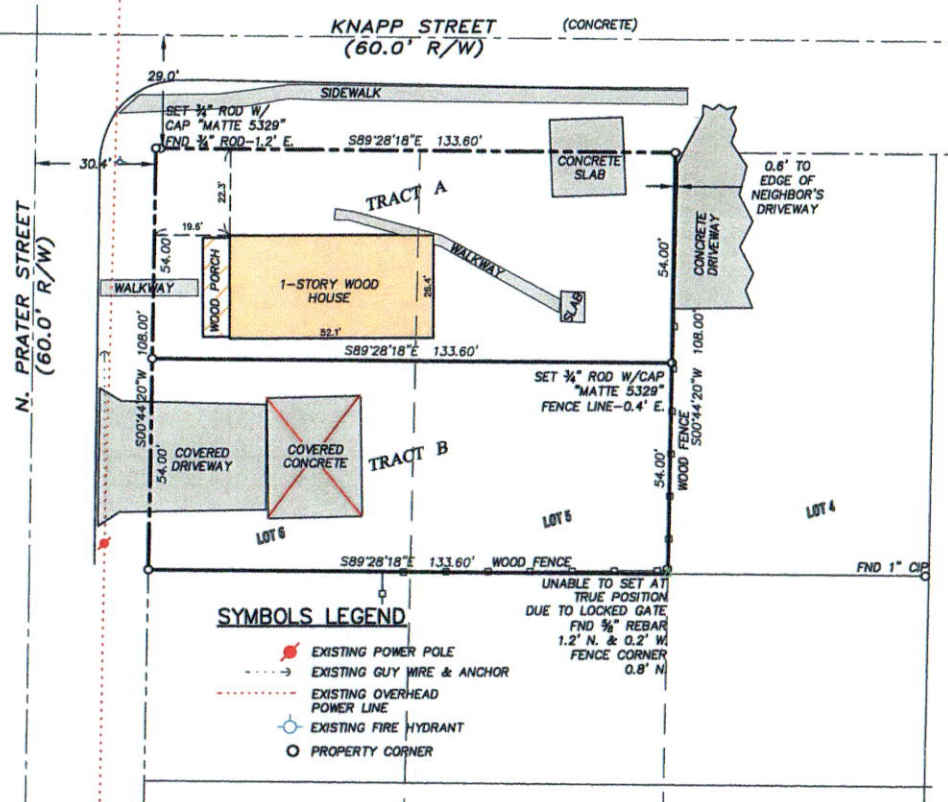 KNAPP STREET
(60.0' R/W)
(CONCRETE)
29.0'
SIDEWALK
SET ¾" ROD W/
CAP "MATTE 5329"
FND ¾" ROD-1.2' E.
S89°28'18"E 133.60'
30.4'
CONCRETE
SLAB
0.6' TO
EDGE OF
NEIGHBOR'S
DRIVEWAY
22.3'
TRACT A
N. PRATER STREET
(60.0' R/W)
19.6'
54.00'
54.00'
CONCRETE
DRIVEWAY
WALKWAY
WOOD PORCH
1-STORY WOOD
HOUSE
26.4'
52.1'
WALKWAY
SLAB
S00°44'20"W 108.00'
S89°28'18"E 133.60'
S00°44'20"W 108.00'
SET ¾" ROD W/CAP
"MATTE 5329"
FENCE LINE-0.4' E.
WOOD FENCE
54.00'
COVERED
DRIVEWAY
COVERED
CONCRETE
TRACT B
54.00'
LOT 6
LOT 5
LOT 4
S89°28'18"E 133.60'
WOOD FENCE
FND 1" CIP
UNABLE TO SET AT
TRUE POSITION
DUE TO LOCKED GATE
FND ⅝" REBAR
1.2' N. & 0.2' W.
FENCE CORNER
0.8' N.
SYMBOLS LEGEND
EXISTING POWER POLE
EXISTING GUY WIRE & ANCHOR
EXISTING OVERHEAD
POWER LINE
EXISTING FIRE HYDRANT
PROPERTY CORNER